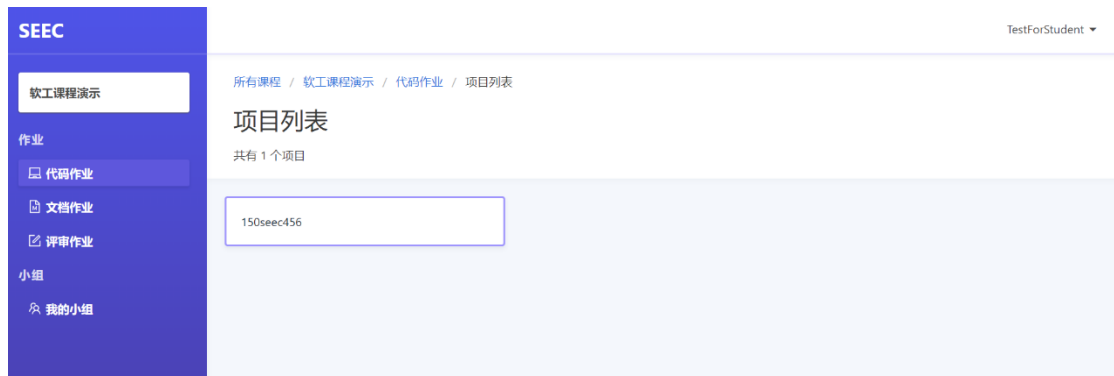 SEEC
TestForStudent
软工课程演示
作业
代码作业
文档作业
评审作业
小组
我的小组
所有课程 / 软工课程演示 / 代码作业 / 项目列表
项目列表
共有 1 个项目
150seec456